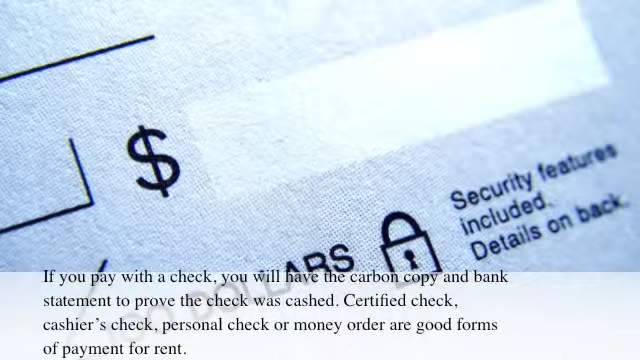 $
Security features
included.
Details on back.
DOLLARS
If you pay with a check, you will have the carbon copy and bank
statement to prove the check was cashed. Certified check,
cashier’s check, personal check or money order are good forms
of payment for rent.